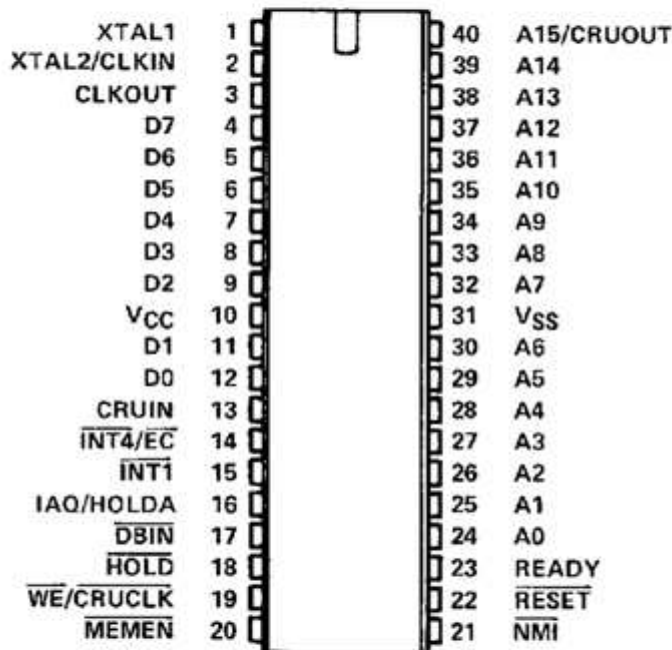 XTAL1 1 40 A15/CRUOUT
XTAL2/CLKIN 2 39 A14
CLKOUT 3 38 A13
D7 4 37 A12
D6 5 36 A11
D5 6 35 A10
D4 7 34 A9
D3 8 33 A8
D2 9 32 A7
VCC 10 31 VSS
D1 11 30 A6
D0 12 29 A5
CRUIN 13 28 A4
INT4/EC 14 27 A3
INT1 15 26 A2
IAQ/HOLDA 16 25 A1
DBIN 17 24 A0
HOLD 18 23 READY
WE/CRUCLK 19 22 RESET
MEMEN 20 21 NMI